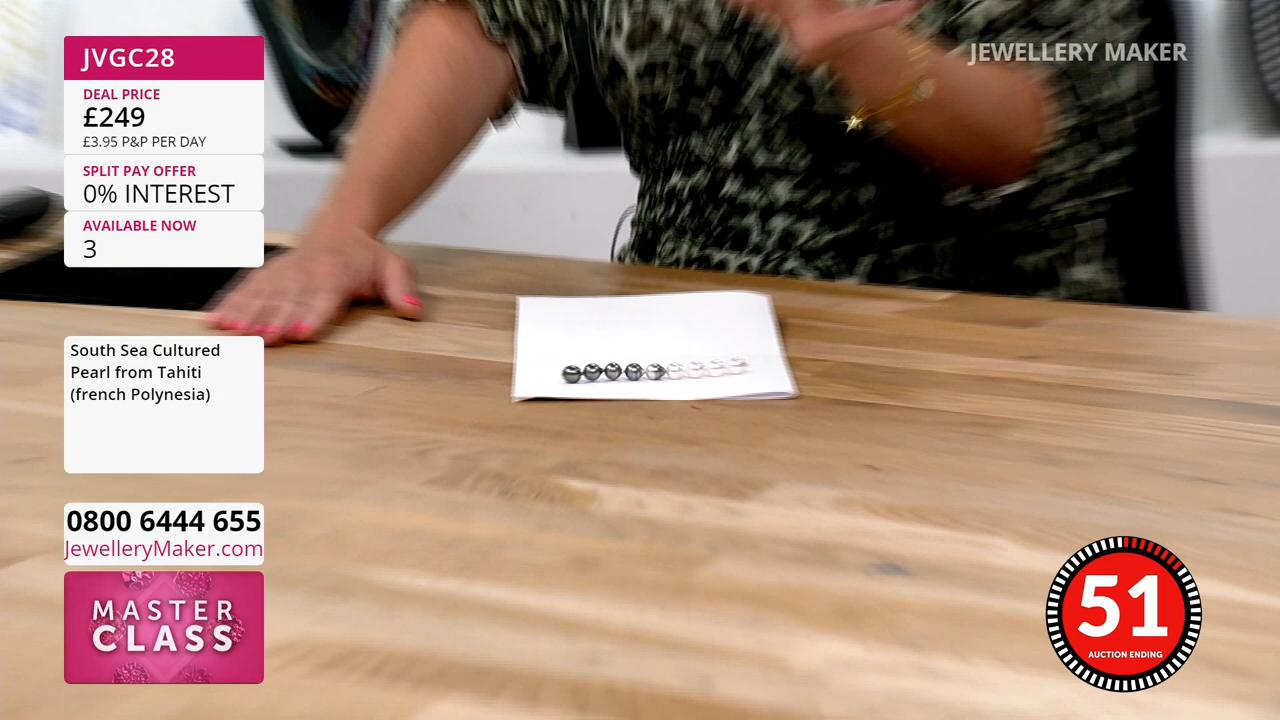 JVGC28
DEAL PRICE
£249
£3.95 P&P PER DAY
SPLIT PAY OFFER
0% INTEREST
AVAILABLE NOW
3
South Sea Cultured
Pearl from Tahiti
(french Polynesia)
0800 6444 655
JewelleryMaker.com
MASTER
CLASS
JEWELLERY MAKER
51
AUCTION ENDING